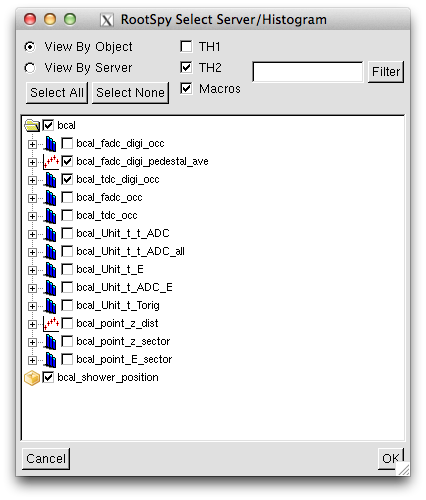 RootSpy Select Server/Histogram
View By Object
TH1
View By Server
TH2
Filter
Select All
Select None
Macros
bcal
bcal_fadc_digi_occ
bcal_fadc_digi_pedestal_ave
bcal_tdc_digi_occ
bcal_fadc_occ
bcal_tdc_occ
bcal_Uhit_t_t_ADC
bcal_Uhit_t_t_ADC_all
bcal_Uhit_t_E
bcal_Uhit_t_ADC_E
bcal_Uhit_t_Torig
bcal_point_z_dist
bcal_point_z_sector
bcal_point_E_sector
bcal_shower_position
Cancel
OK